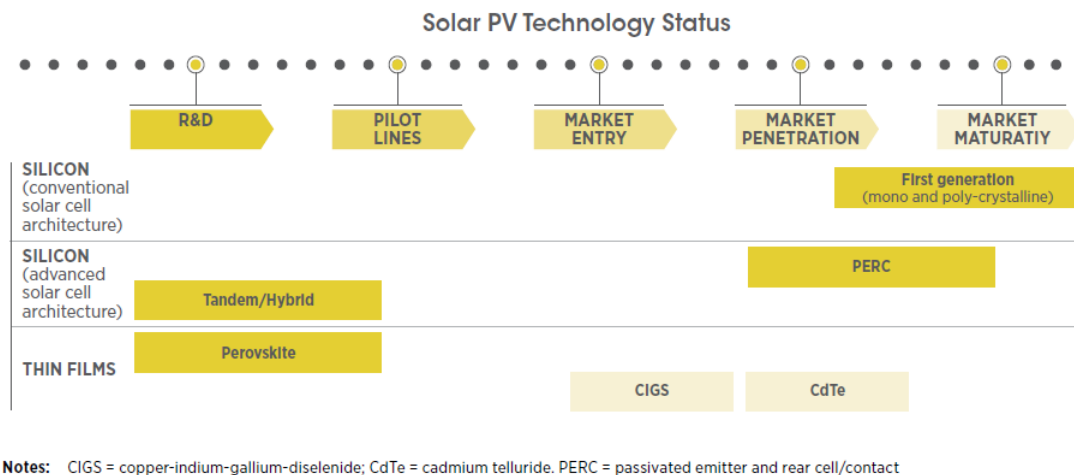 Solar PV Technology Status
R&D
PILOT
LINES
MARKET
ENTRY
MARKET
PENETRATION
MARKET
MATURATIY
SILICON
(conventional
solar cell
architecture)
First generation
(mono and poly-crystalline)
SILICON
(advanced
solar cell
architecture)
PERC
Tandem/Hybrid
THIN FILMS
Perovskite
CIGS
CdTe
Notes: CIGS = copper-indium-gallium-diselenide; CdTe = cadmium telluride. PERC = passivated emitter and rear cell/contact